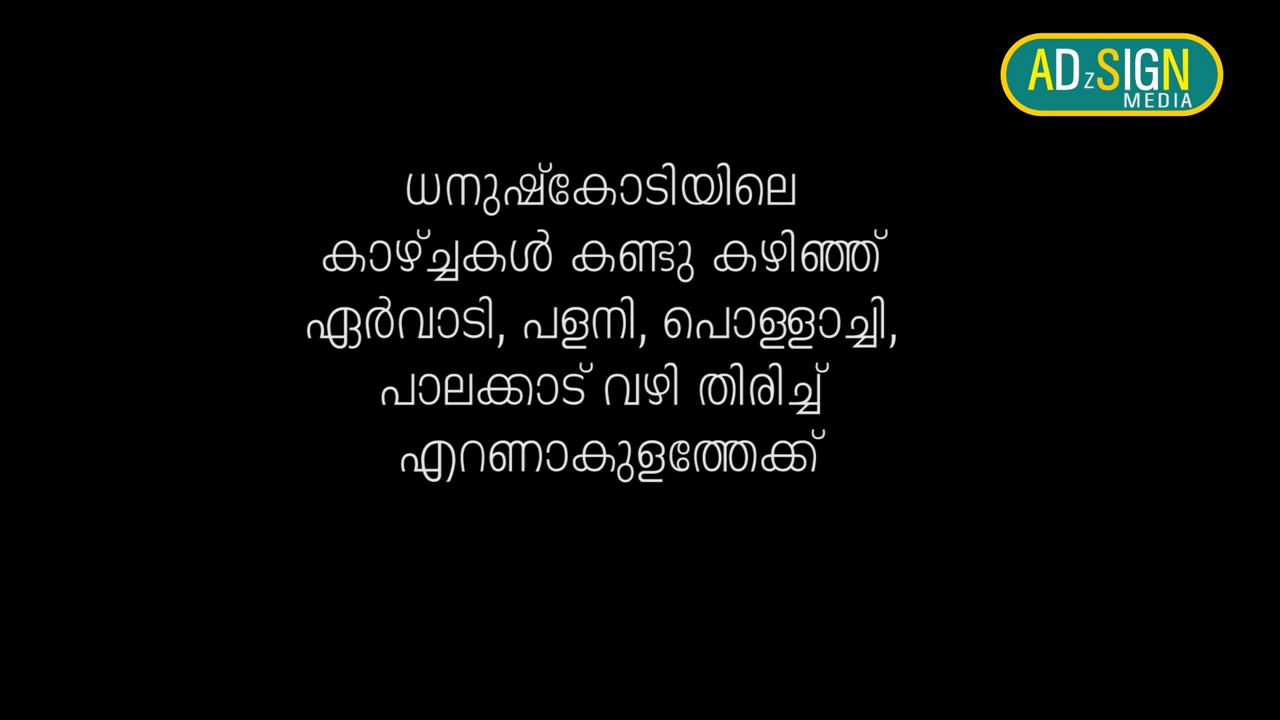 ADzSIGN
MEDIA
ധനുഷ്കോടിയിലെ
കാഴ്ച്ചകൾ കണ്ടു കഴിഞ്ഞ്
ഏർവാടി, പളനി, പൊള്ളാച്ചി,
പാലക്കാട് വഴി തിരിച്ച്
എറണാകുളത്തേക്ക്